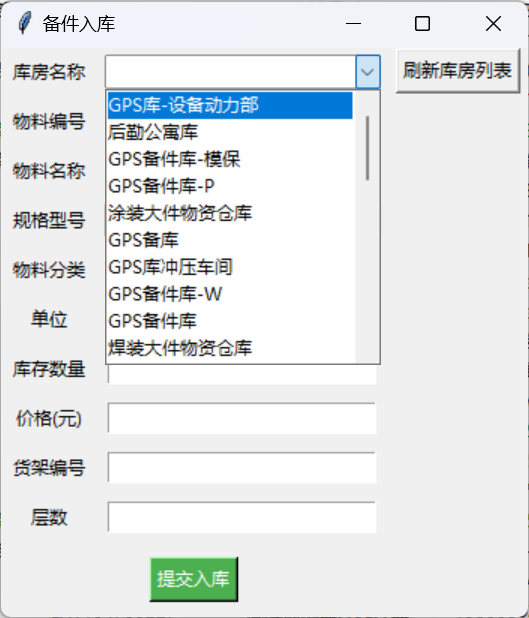 备件入库
库房名称
刷新库房列表
GPS库-设备动力部
后勤公寓库
GPS备件库-模保
GPS备件库-P
涂装大件物资仓库
GPS备库
GPS库冲压车间
GPS备件库-W
GPS备件库
焊装大件物资仓库
物料编号
物料名称
规格型号
物料分类
单位
库存数量
价格(元)
货架编号
层数
提交入库